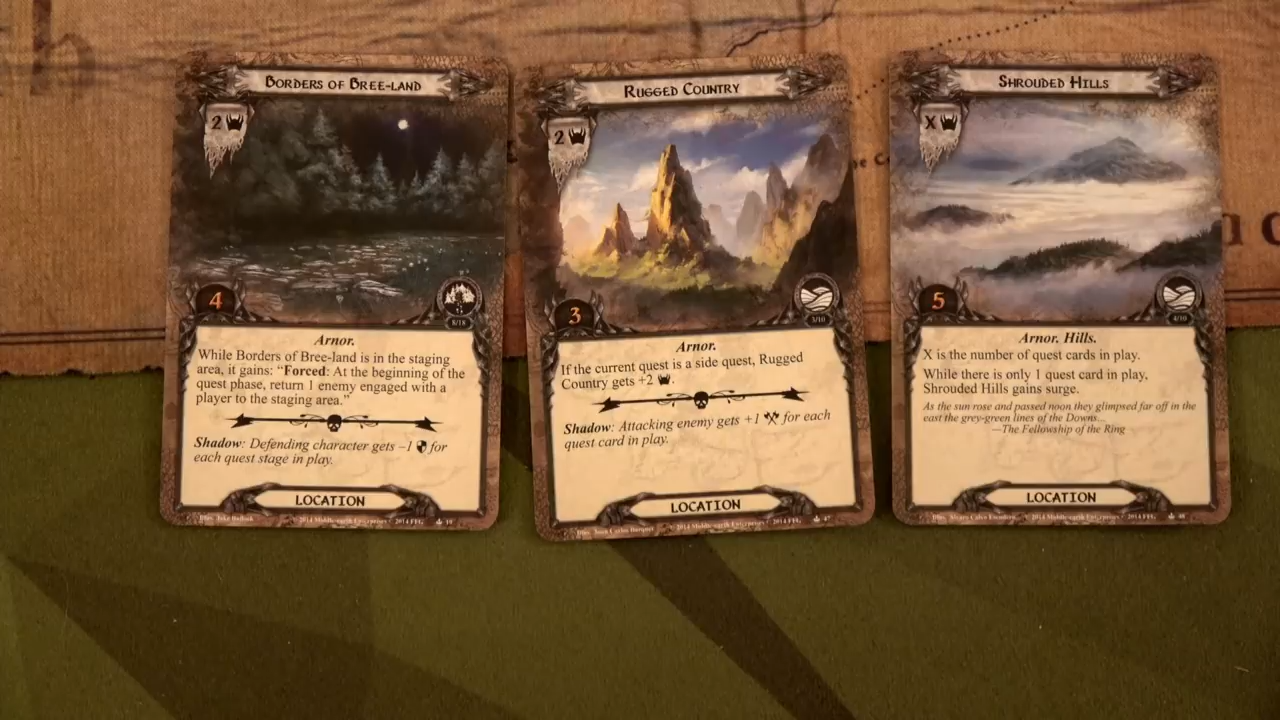 BORDERS OF BREE-LAND
2
4
8/18
Arnor.
While Borders of Bree-land is in the staging
area, it gains: “Forced: At the beginning of the
quest phase, return 1 enemy engaged with a
player to the staging area.”
Shadow: Defending character gets –1 for
each quest stage in play.
LOCATION
RUGGED COUNTRY
2
3
3/10
Arnor.
If the current quest is a side quest, Rugged
Country gets +2 .
Shadow: Attacking enemy gets +1 for each
quest card in play.
LOCATION
SHROUDED HILLS
X
5
4/10
Arnor. Hills.
X is the number of quest cards in play.
While there is only 1 quest card in play,
Shrouded Hills gains surge.
As the sun rose and passed noon they glimpsed far off in the
east the grey-green lines of the Downs...
—The Fellowship of the Ring
LOCATION